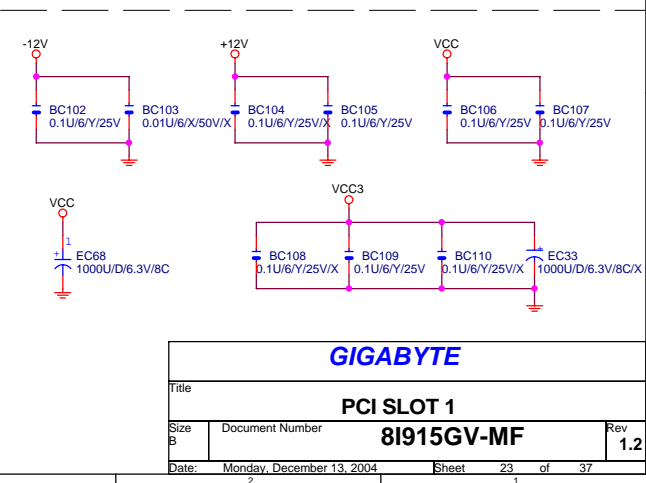 -12V +12V VCC
BC102 BC103 BC104 BC105 BC106 BC107
0.1U/6/Y/25V 0.01U/6/X/50V/X 0.1U/6/Y/25V/X 0.1U/6/Y/25V 0.1U/6/Y/25V 0.1U/6/Y/25V
VCC VCC3
1
+ EC68 BC108 BC109 BC110 + EC33
1000U/D/6.3V/8C 0.1U/6/Y/25V/X 0.1U/6/Y/25V 0.1U/6/Y/25V/X 1000U/D/6.3V/8C/X
GIGABYTE
Title
PCI SLOT 1
Size Document Number Rev
B 8I915GV-MF 1.2
Date: Monday, December 13, 2004 Sheet 23 of 37
2 1